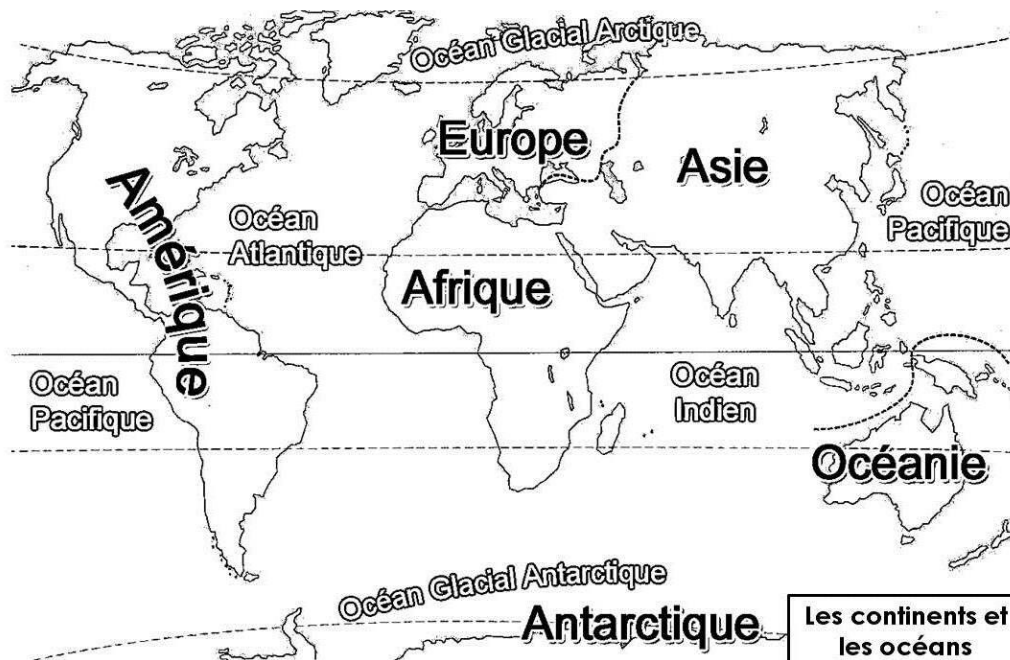 Océan Glacial Arctique
Europe
Asie
Amérique
Océan
Atlantique
Océan
Pacifique
Afrique
Océan
Pacifique
Océan
Indien
Océanie
Océan Glacial Antarctique
Antarctique
Les continents et
les océans